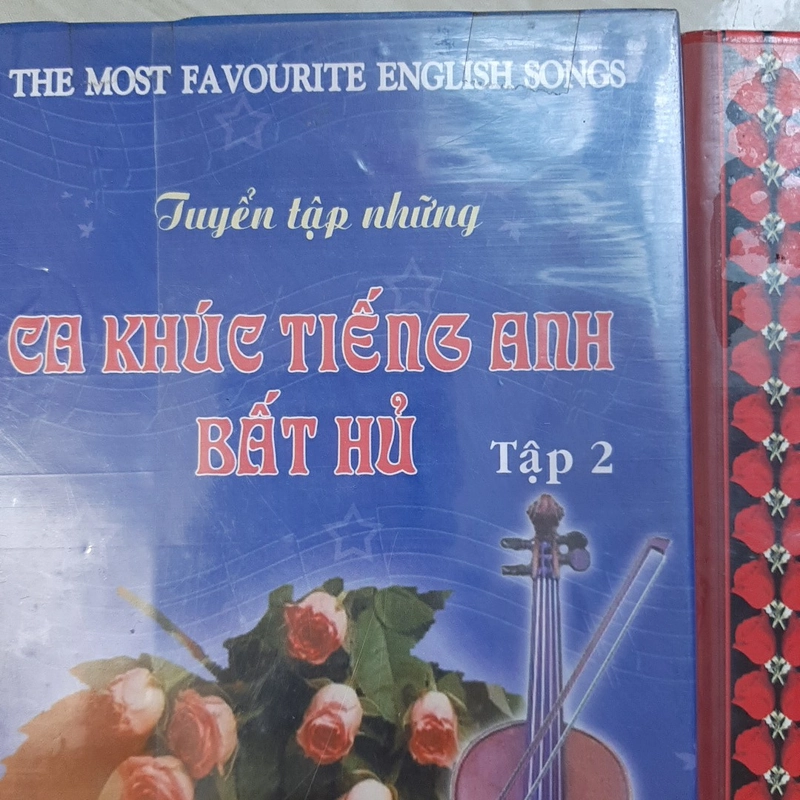 THE MOST FAVOURITE ENGLISH SONGS
Tuyển tập những
CA KHÚC TIẾNG ANH
BẤT HỦ
Tập 2